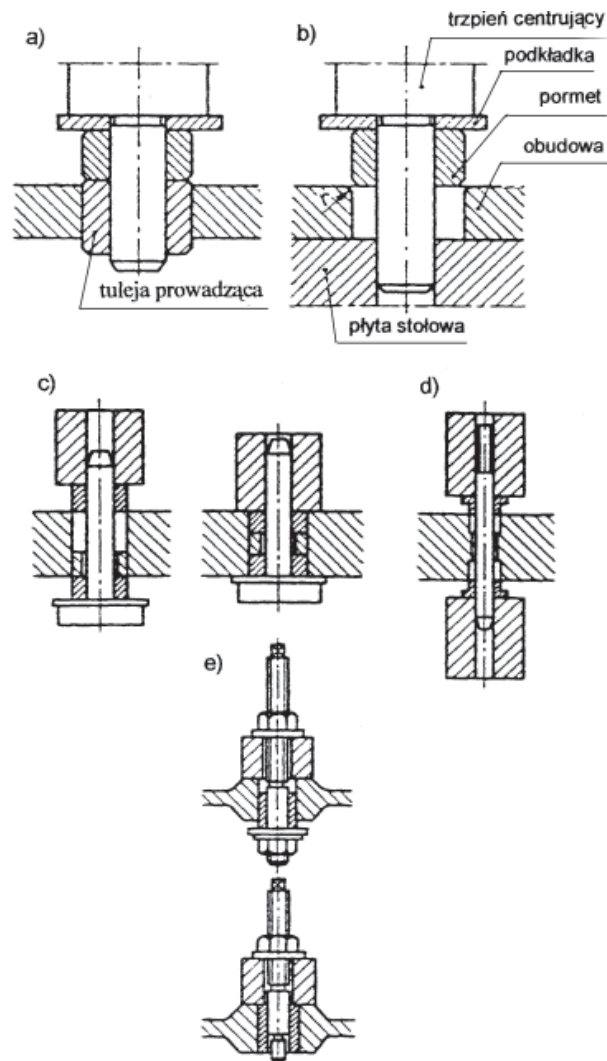 a)
b)
trzpień centrujący
podkładka
pormet
obudowa
r
tuleja prowadząca
płyta stołowa
c)
d)
e)